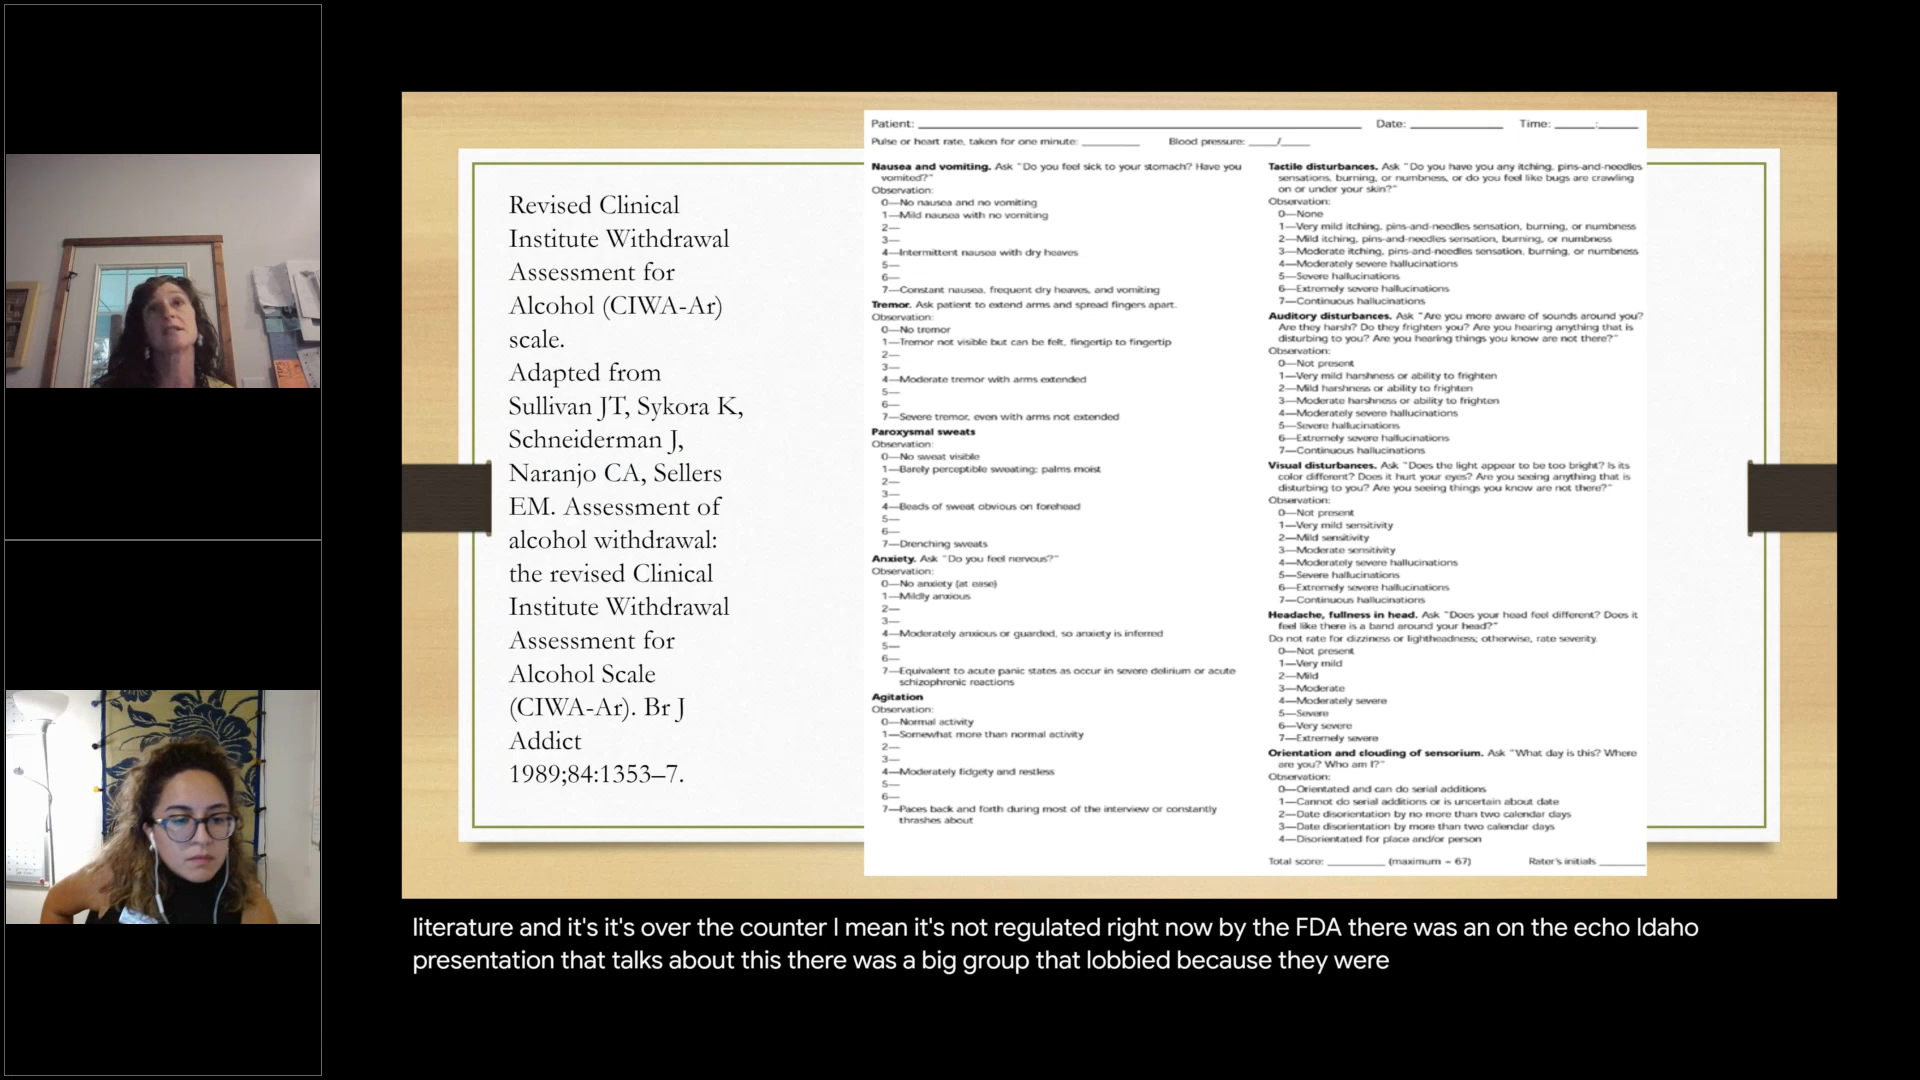 Revised Clinical
Institute Withdrawal
Assessment for
Alcohol (CIWA-Ar)
scale.
Adapted from
Sullivan JT, Sykora K,
Schneiderman J,
Naranjo CA, Sellers
EM. Assessment of
alcohol withdrawal:
the revised Clinical
Institute Withdrawal
Assessment for
Alcohol Scale
(CIWA-Ar). Br J
Addict
1989;84:1353–7.
Patient: ____ Date: ____ Time: ___:___
Pulse or heart rate, taken for one minute: ____ Blood pressure: ___/___
Nausea and vomiting. Ask "Do you feel sick to your stomach? Have you
vomited?"
Observation:
0—No nausea and no vomiting
1—Mild nausea with no vomiting
2—
3—
4—Intermittent nausea with dry heaves
5—
6—
7—Constant nausea, frequent dry heaves, and vomiting
Tremor. Ask patient to extend arms and spread fingers apart.
Observation:
0—No tremor
1—Tremor not visible but can be felt, fingertip to fingertip
2—
3—
4—Moderate tremor with arms extended
5—
6—
7—Severe tremor, even with arms not extended
Paroxysmal sweats
Observation:
0—No sweat visible
1—Barely perceptible sweating; palms moist
2—
3—
4—Beads of sweat obvious on forehead
5—
6—
7—Drenching sweats
Anxiety. Ask "Do you feel nervous?"
Observation:
0—No anxiety (at ease)
1—Mildly anxious
2—
3—
4—Moderately anxious or guarded, so anxiety is inferred
5—
6—
7—Equivalent to acute panic states as occur in severe delirium or acute
schizophrenic reactions
Agitation
Observation:
0—Normal activity
1—Somewhat more than normal activity
2—
3—
4—Moderately fidgety and restless
5—
6—
7—Paces back and forth during most of the interview or constantly
thrashes about
Tactile disturbances. Ask "Do you have you any itching, pins-and-needles
sensations, burning, or numbness, or do you feel like bugs are crawling
on or under your skin?"
Observation:
0—None
1—Very mild itching, pins-and-needles sensation, burning, or numbness
2—Mild itching, pins-and-needles sensation, burning, or numbness
3—Moderate itching, pins-and-needles sensation, burning, or numbness
4—Moderately severe hallucinations
5—Severe hallucinations
6—Extremely severe hallucinations
7—Continuous hallucinations
Auditory disturbances. Ask "Are you more aware of sounds around you?
Are they harsh? Do they frighten you? Are you hearing anything that is
disturbing to you? Are you hearing things you know are not there?"
Observation:
0—Not present
1—Very mild harshness or ability to frighten
2—Mild harshness or ability to frighten
3—Moderate harshness or ability to frighten
4—Moderately severe hallucinations
5—Severe hallucinations
6—Extremely severe hallucinations
7—Continuous hallucinations
Visual disturbances. Ask "Does the light appear to be too bright? Is its
color different? Does it hurt your eyes? Are you seeing anything that is
disturbing to you? Are you seeing things you know are not there?"
Observation:
0—Not present
1—Very mild sensitivity
2—Mild sensitivity
3—Moderate sensitivity
4—Moderately severe hallucinations
5—Severe hallucinations
6—Extremely severe hallucinations
7—Continuous hallucinations
Headache, fullness in head. Ask "Does your head feel different? Does it
feel like there is a band around your head?"
Do not rate for dizziness or lightheadness; otherwise, rate severity.
0—Not present
1—Very mild
2—Mild
3—Moderate
4—Moderately severe
5—Severe
6—Very severe
7—Extremely severe
Orientation and clouding of sensorium. Ask "What day is this? Where
are you? Who am I?"
Observation:
0—Orientated and can do serial additions
1—Cannot do serial additions or is uncertain about date
2—Date disorientation by no more than two calendar days
3—Date disorientation by more than two calendar days
4—Disorientated for place and/or person
Total score: ____ (maximum = 67) Rater's initials ____
literature and it's it's over the counter I mean it's not regulated right now by the FDA there was an on the echo Idaho
presentation that talks about this there was a big group that lobbied because they were